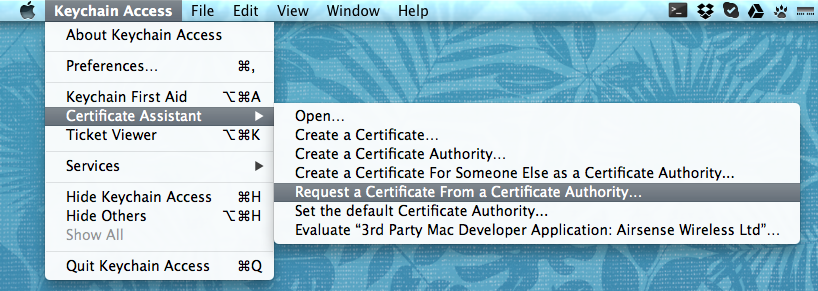 Keychain Access File Edit View Window Help
About Keychain Access
Preferences... ⌘,
Keychain First Aid ⌥⌘A
Certificate Assistant ▶
Ticket Viewer ⌥⌘K
Services ▶
Hide Keychain Access ⌘H
Hide Others ⌥⌘H
Show All
Quit Keychain Access ⌘Q
Open...
Create a Certificate...
Create a Certificate Authority...
Create a Certificate For Someone Else as a Certificate Authority...
Request a Certificate From a Certificate Authority...
Set the default Certificate Authority...
Evaluate “3rd Party Mac Developer Application: Airsense Wireless Ltd”...